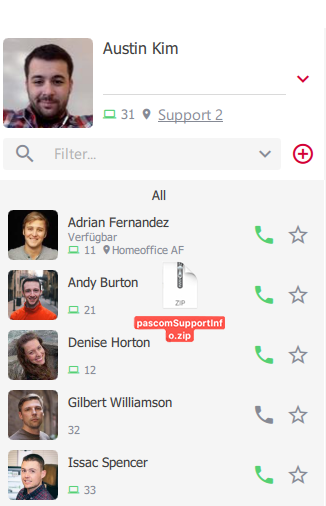 Austin Kim
31 Support 2
Filter...
All
Adrian Fernandez
Verfügbar
11 Homeoffice AF
Andy Burton
21
ZIP
pascomSupportInf
o.zip
Denise Horton
12
Gilbert Williamson
32
Issac Spencer
33